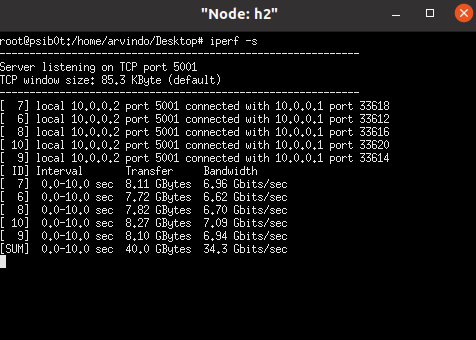 "Node: h2"
root@psib0t:/home/arvindo/Desktop# iperf -s
------------------------------------------------------------
Server listening on TCP port 5001
TCP window size: 85.3 KByte (default)
------------------------------------------------------------
[  7] local 10.0.0.2 port 5001 connected with 10.0.0.1 port 33618
[  6] local 10.0.0.2 port 5001 connected with 10.0.0.1 port 33612
[  8] local 10.0.0.2 port 5001 connected with 10.0.0.1 port 33616
[ 10] local 10.0.0.2 port 5001 connected with 10.0.0.1 port 33620
[  9] local 10.0.0.2 port 5001 connected with 10.0.0.1 port 33614
[ ID] Interval       Transfer     Bandwidth
[  7]  0.0-10.0 sec  8.11 GBytes  6.96 Gbits/sec
[  6]  0.0-10.0 sec  7.72 GBytes  6.62 Gbits/sec
[  8]  0.0-10.0 sec  7.82 GBytes  6.70 Gbits/sec
[ 10]  0.0-10.0 sec  8.27 GBytes  7.09 Gbits/sec
[  9]  0.0-10.0 sec  8.10 GBytes  6.94 Gbits/sec
[SUM]  0.0-10.0 sec  40.0 GBytes  34.3 Gbits/sec